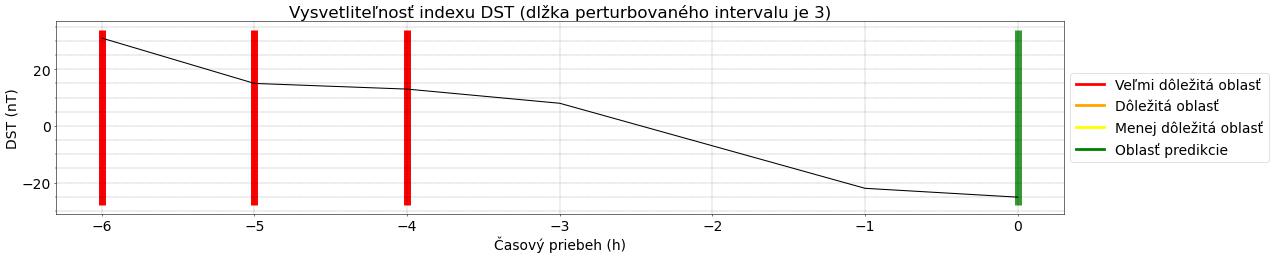 Vysvetliteľnosť indexu DST (dĺžka perturbovaného intervalu je 3)
DST (nT)
20
0
−20
−6 −5 −4 −3 −2 −1 0
Časový priebeh (h)
Veľmi dôležitá oblasť
Dôležitá oblasť
Menej dôležitá oblasť
Oblasť predikcie